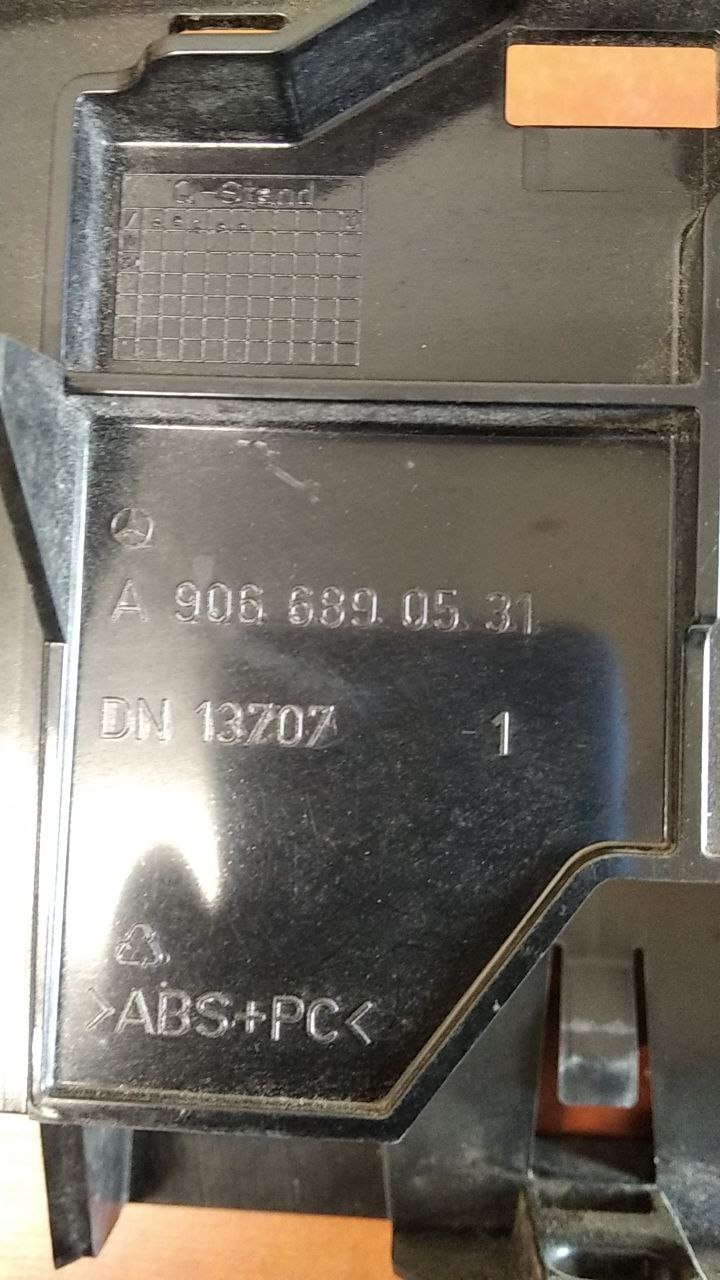 Q-Stand
A 906 689 05 31
DN 13707 1
>ABS+PC<